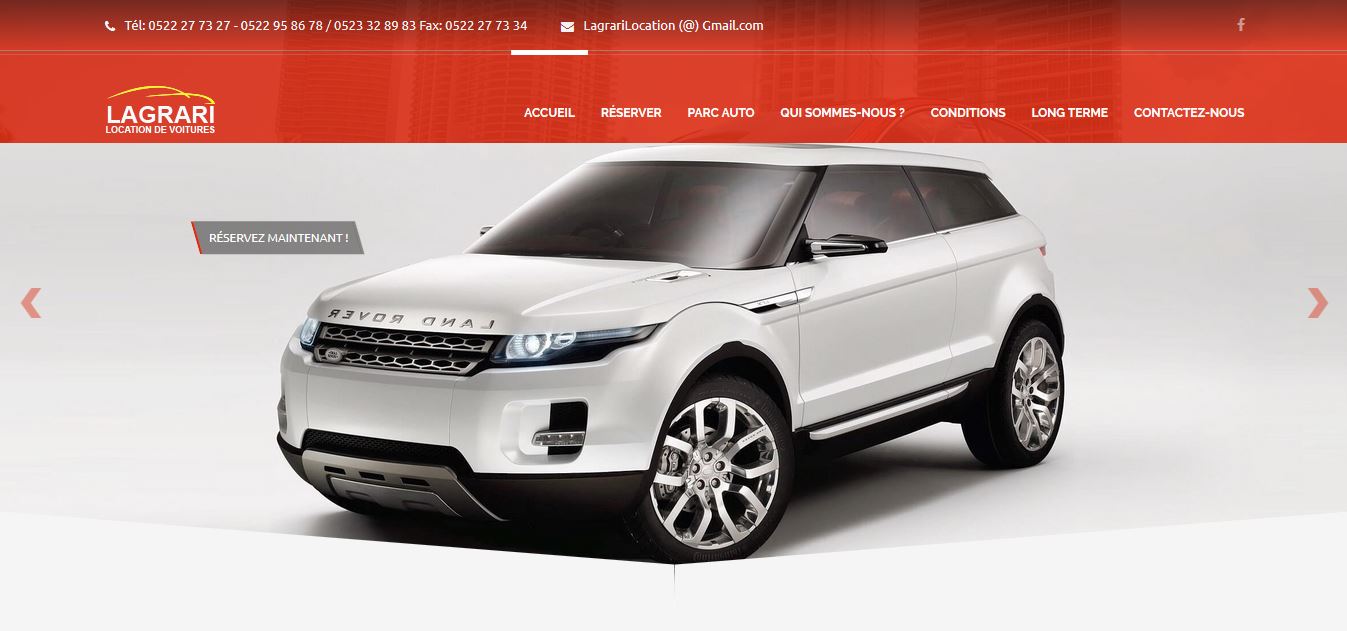 Tél: 0522 27 73 27 - 0522 95 86 78 / 0523 32 89 83 Fax: 0522 27 73 34 LagrariLocation (@) Gmail.com
LAGRARI
LOCATION DE VOITURES
ACCUEIL RÉSERVER PARC AUTO QUI SOMMES-NOUS ? CONDITIONS LONG TERME CONTACTEZ-NOUS
RÉSERVEZ MAINTENANT !
LAND ROVER